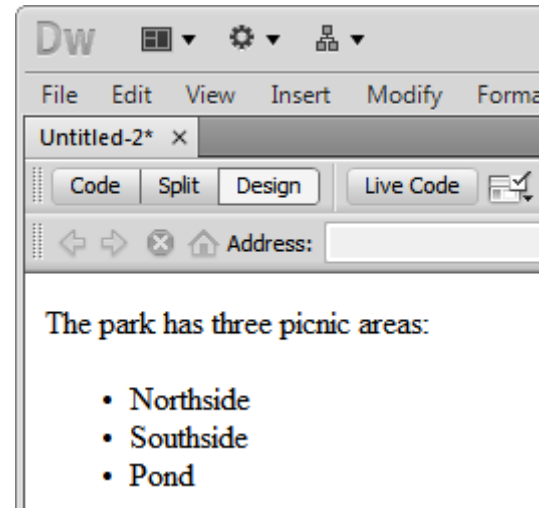 Dw
File Edit View Insert Modify Forma
Untitled-2* ×
Code Split Design Live Code
Address:
The park has three picnic areas:
• Northside
• Southside
• Pond